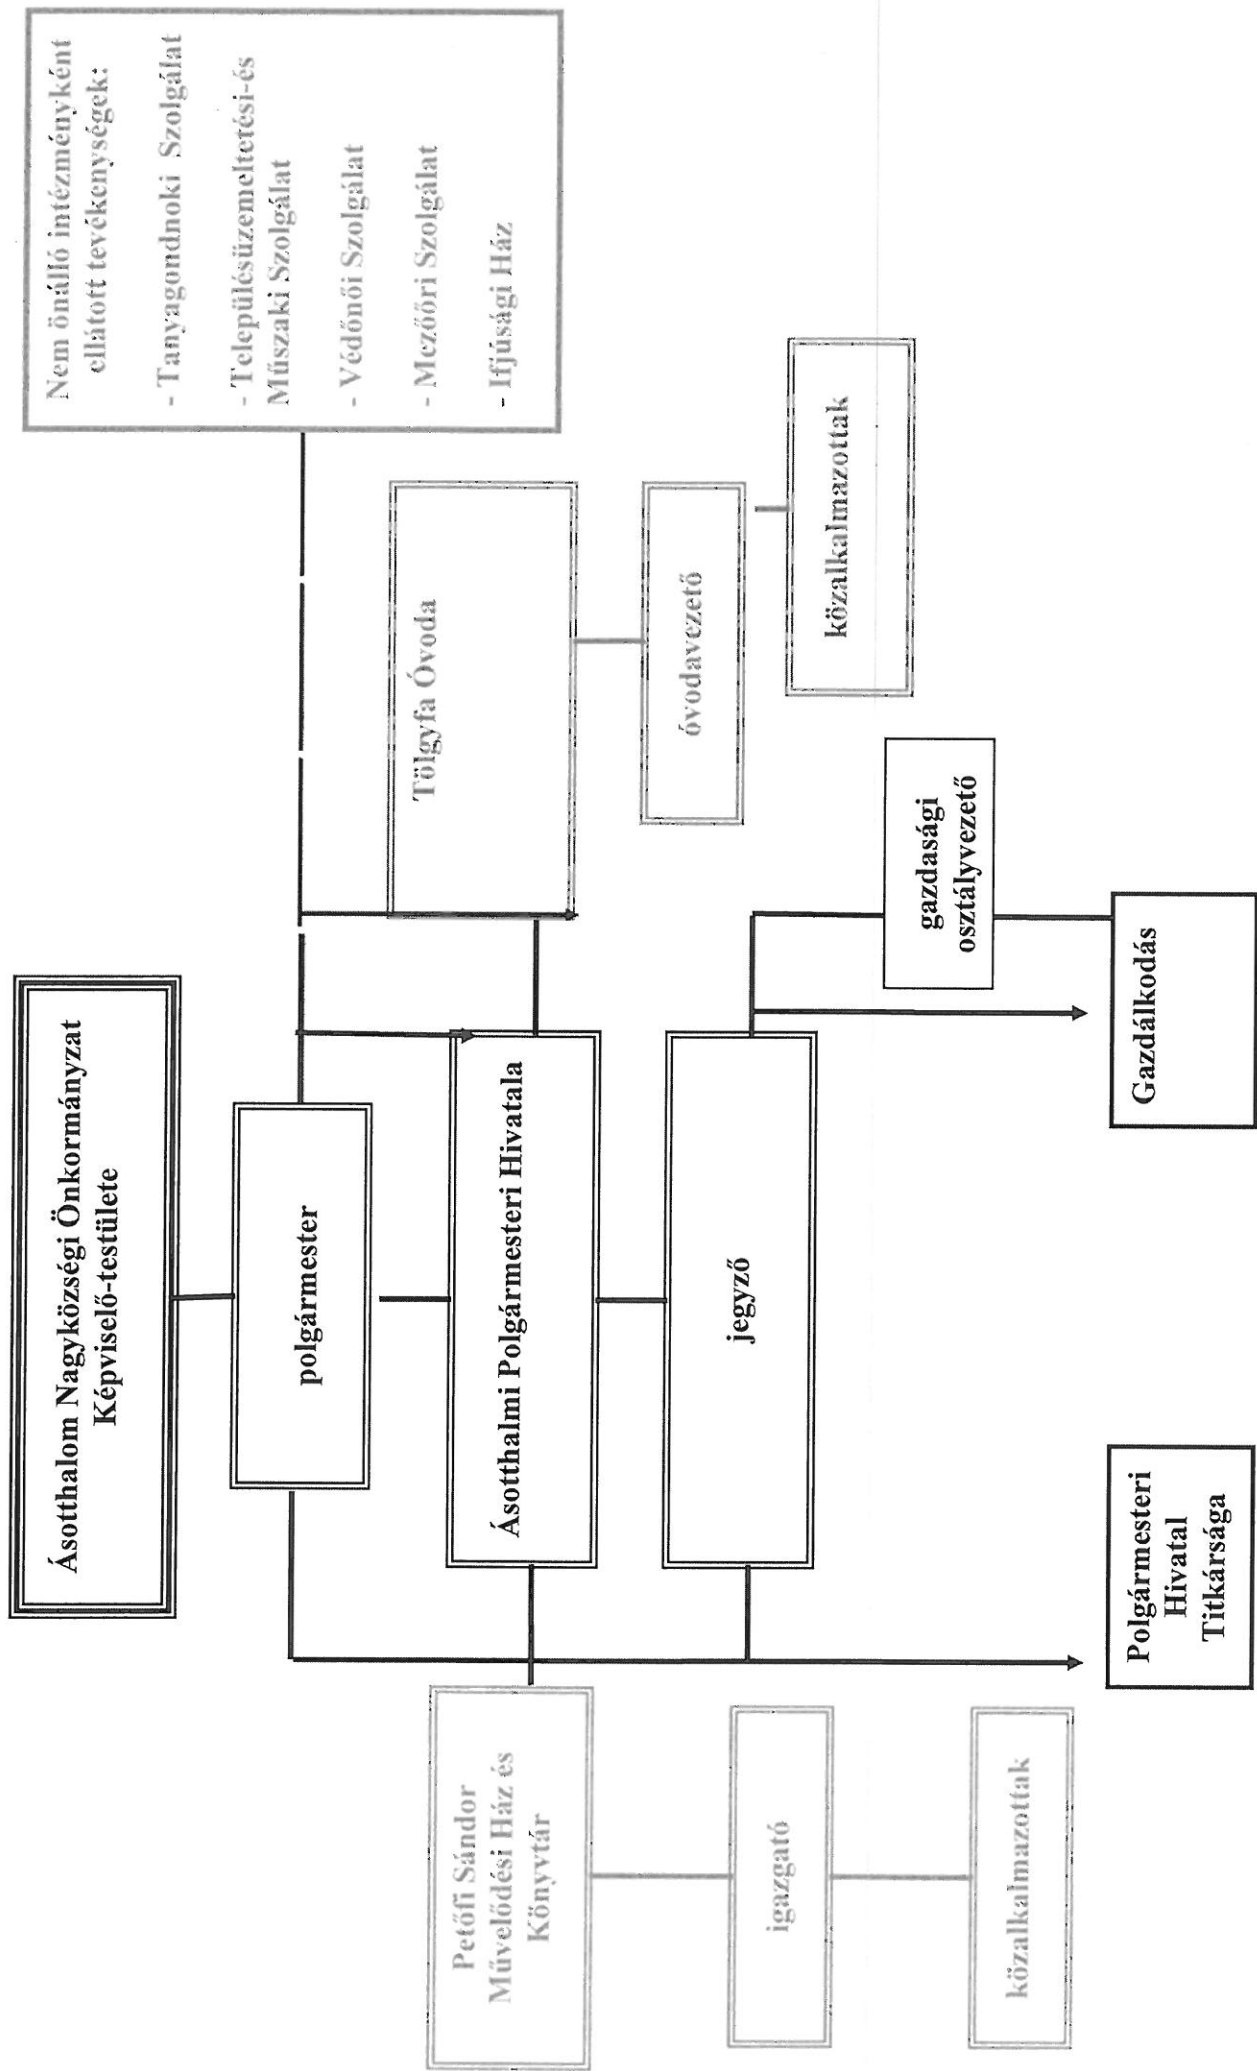 Ásotthalom Nagyközségi Önkormányzat
Képviselő-testülete
polgármester
Nem önálló intézményként
ellátott tevékenységek:
- Tanyagondnoki Szolgálat
- Településüzemeltetési-és
Műszaki Szolgálat
- Védőnői Szolgálat
- Mezőőri Szolgálat
- Ifjúsági Ház
Petőfi Sándor
Művelődési Ház és
Könyvtár
Ásotthalmi Polgármesteri Hivatala
Tölgyfa Óvoda
igazgató
jegyző
óvodavezető
közalkalmazottak
közalkalmazottak
gazdasági
osztályvezető
Polgármesteri
Hivatal
Titkársága
Gazdálkodás